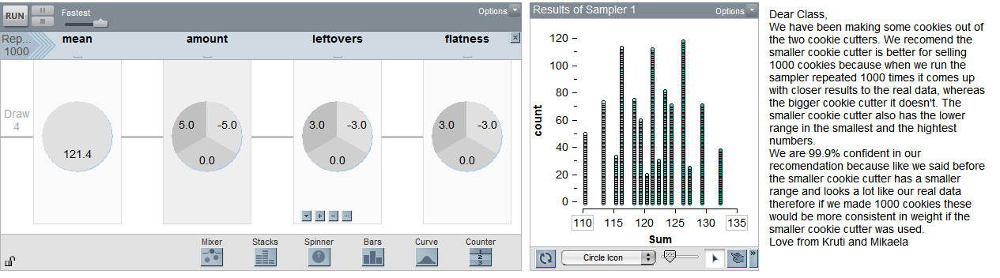 RUN
Fastest
Options
Rep...
1000
mean
amount
leftovers
flatness
Draw
4
121.4
5.0
-5.0
0.0
3.0
-3.0
0.0
3.0
-3.0
0.0
Mixer
Stacks
Spinner
Bars
Curve
Counter
1
2
3
Results of Sampler 1
Options
count
120
100
80
60
40
20
0
110
115
120
125
130
135
Sum
Circle Icon
Dear Class,
We have been making some cookies out of
the two cookie cutters. We recomend the
smaller cookie cutter is better for selling
1000 cookies because when we run the
sampler repeated 1000 times it comes up
with closer results to the real data, whereas
the bigger cookie cutter it doesn't. The
smaller cookie cutter also has the lower
range in the smallest and the hightest
numbers.
We are 99.9% confident in our
recomendation because like we said before
the smaller cookie cutter has a smaller
range and looks a lot like our real data
therefore if we made 1000 cookies these
would be more consistent in weight if the
smaller cookie cutter was used.
Love from Kruti and Mikaela